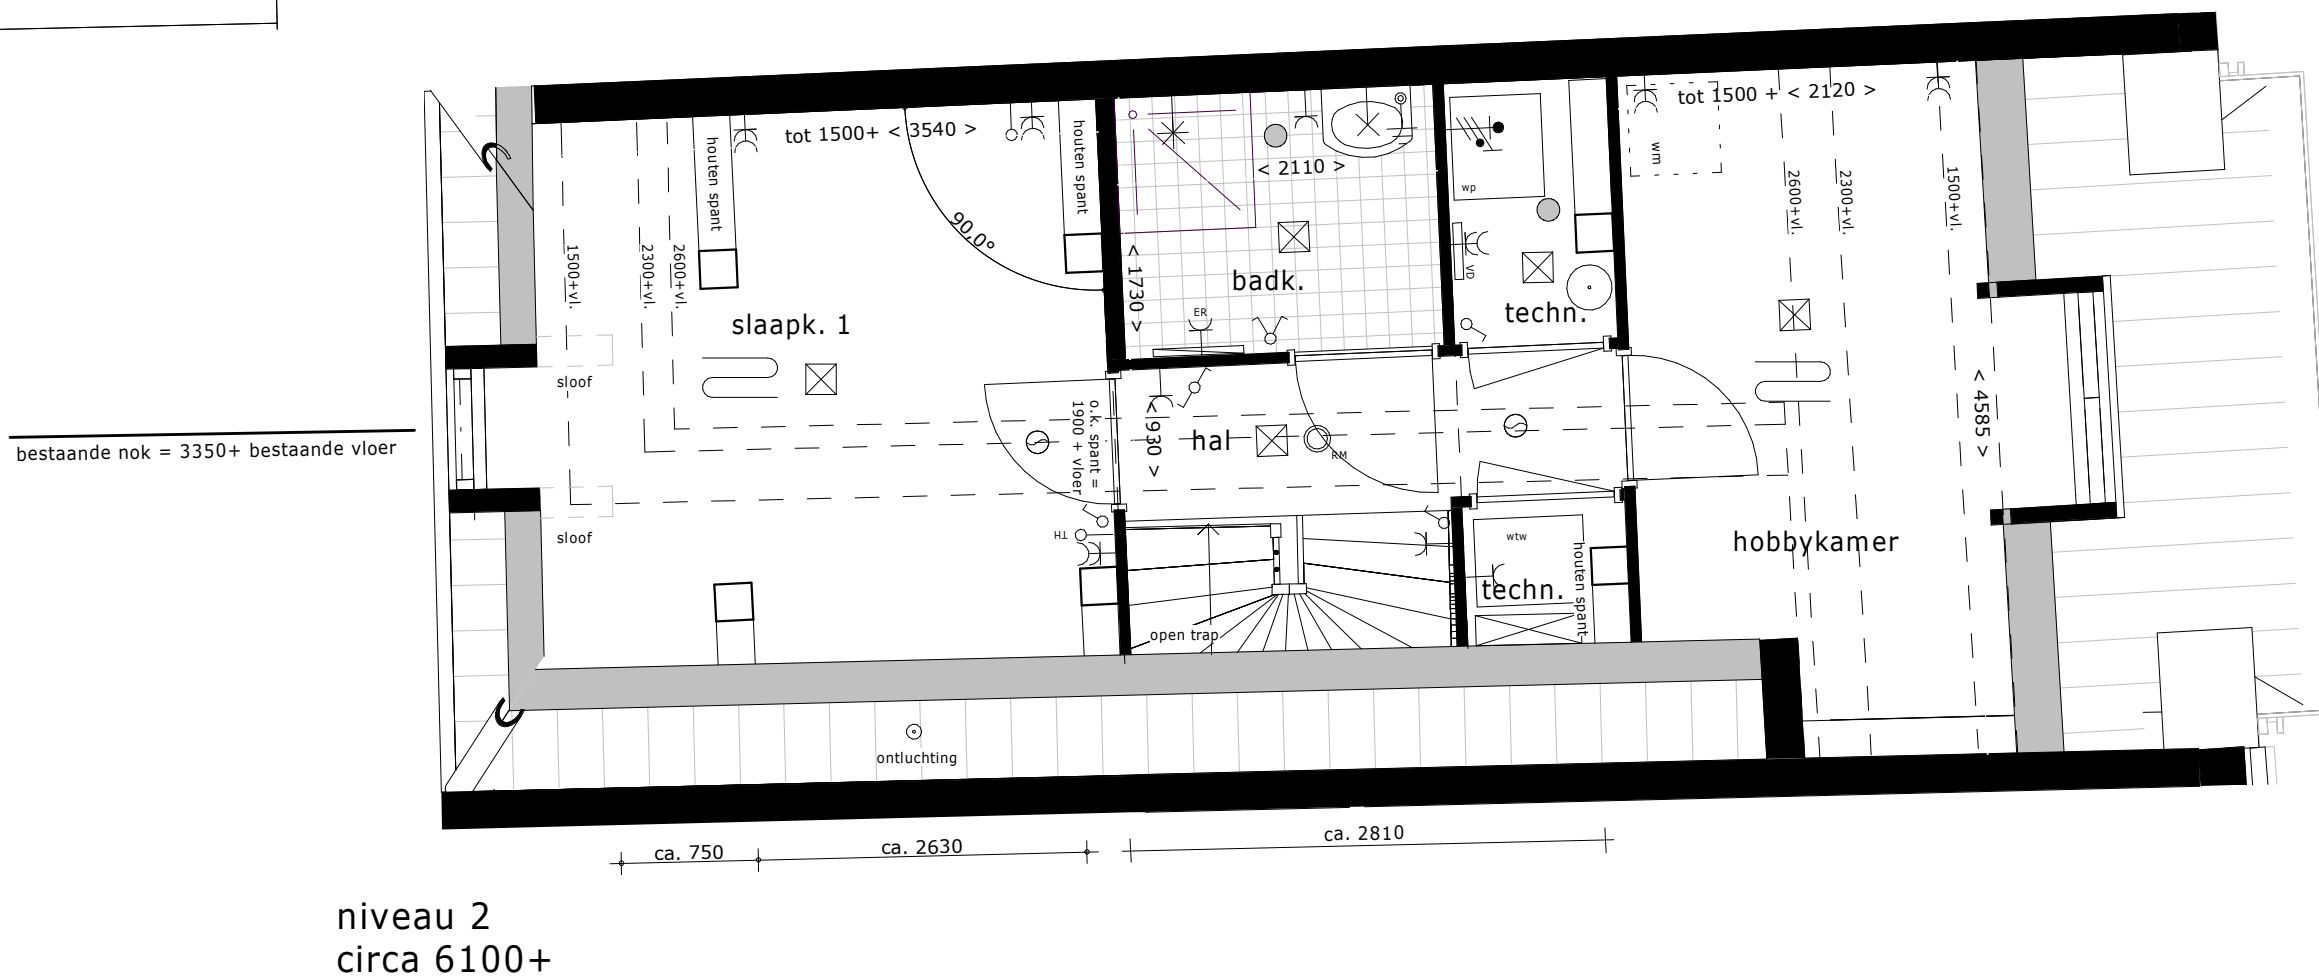 tot 1500+ < 3540 >
tot 1500 + < 2120 >
houten spant
houten spant
90,0°
< 2110 >
< 1730 >
wp
VD
wm
2600+vl.
2300+vl.
1500+vl.
1500+vl.
2300+vl.
2600+vl.
slaapk. 1
badk.
ER
techn.
sloof
bestaande nok = 3350+ bestaande vloer
o.k. spant =
1900 + vloer
< 930 >
hal
RM
< 4585 >
sloof
TH
wtw
techn.
houten spant
hobbykamer
open trap
ontluchting
ca. 750
ca. 2630
ca. 2810
niveau 2
circa 6100+